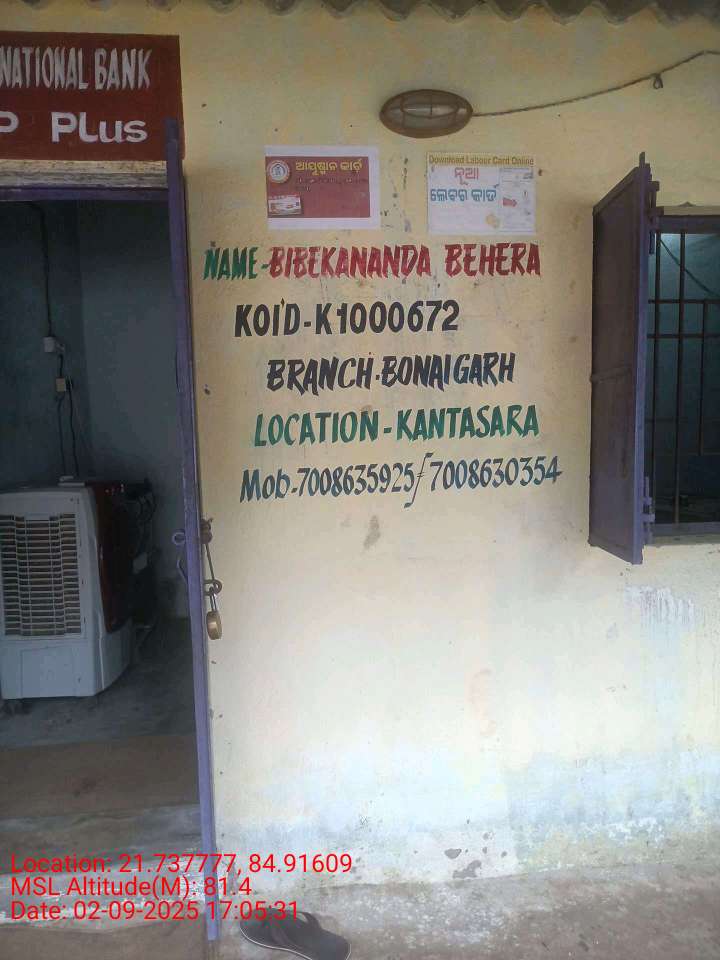 NATIONAL BANK
P PLus
ଆୟୁଷ୍ମାନ କାର୍ଡ଼
Download Labour Card Online
ନୂଆ
ଲେବର କାର୍ଡ
NAME-BIBEKANANDA BEHERA
KOID-K1000672
BRANCH-BONAIGARH
LOCATION-KANTASARA
Mob-7008635925/7008630354
Location: 21.737777, 84.91609
MSL Altitude(M): 81.4
Date: 02-09-2025 17:05:31